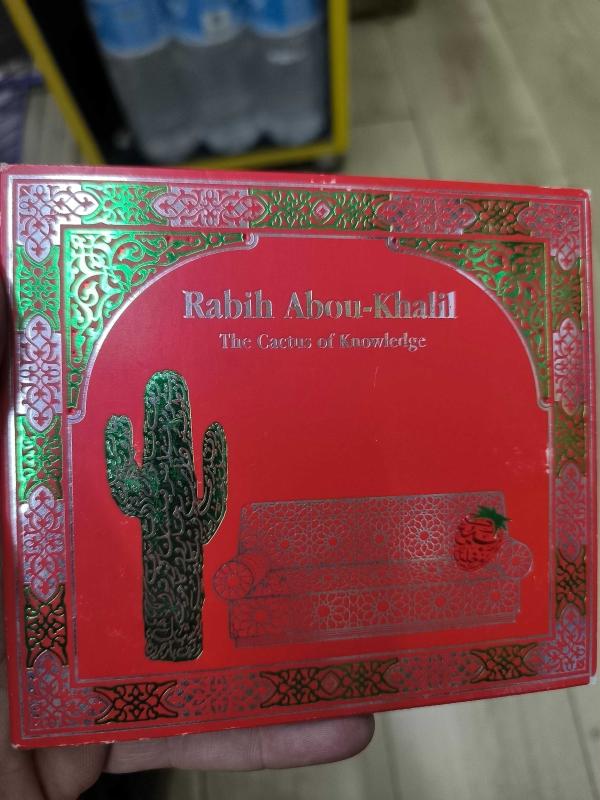 Rabih Abou-Khalil
The Cactus of Knowledge